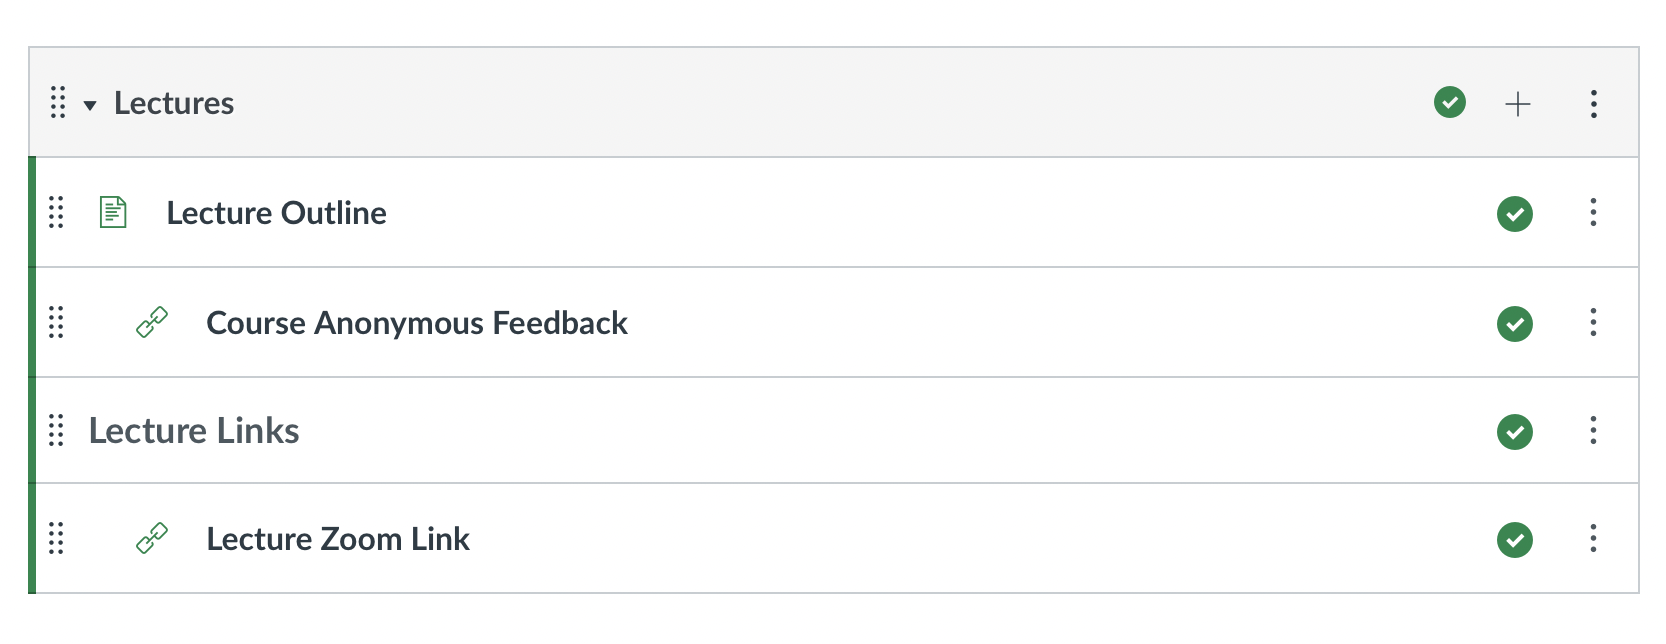 Lectures
Lecture Outline
Course Anonymous Feedback
Lecture Links
Lecture Zoom Link